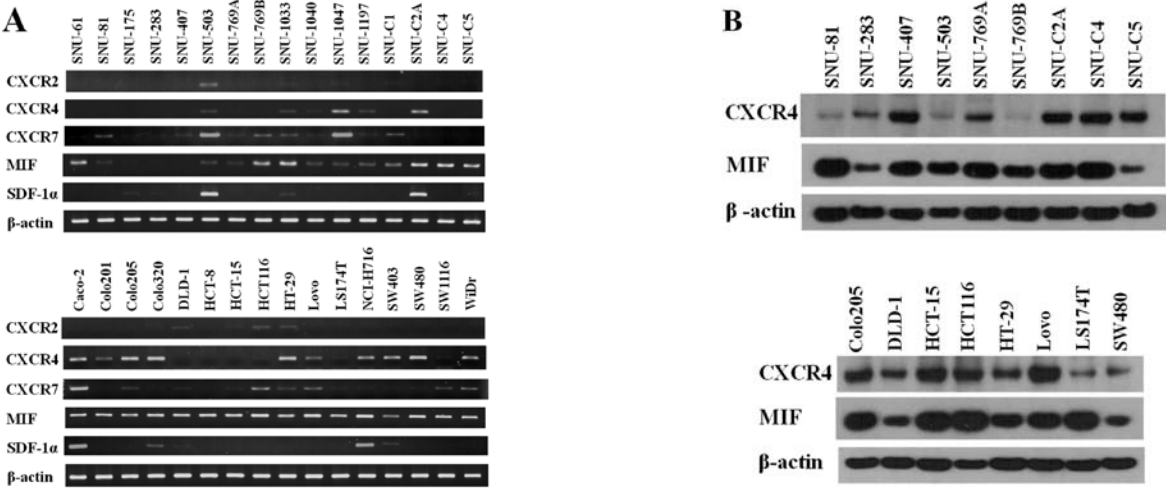 A
SNU-61 SNU-81 SNU-175 SNU-283 SNU-407 SNU-503 SNU-769A SNU-769B SNU-1033 SNU-1040 SNU-1047 SNU-1197 SNU-C1 SNU-C2A SNU-C4 SNU-C5
CXCR2
CXCR4
CXCR7
MIF
SDF-1α
β-actin
Caco-2 Colo201 Colo205 Colo320 DLD-1 HCT-8 HCT-15 HCT116 HT-29 Lovo LS174T NCI-H716 SW403 SW480 SW1116 WiDr
CXCR2
CXCR4
CXCR7
MIF
SDF-1α
β-actin
B
SNU-81 SNU-283 SNU-407 SNU-503 SNU-769A SNU-769B SNU-C2A SNU-C4 SNU-C5
CXCR4
MIF
β -actin
Colo205 DLD-1 HCT-15 HCT116 HT-29 Lovo LS174T SW480
CXCR4
MIF
β-actin